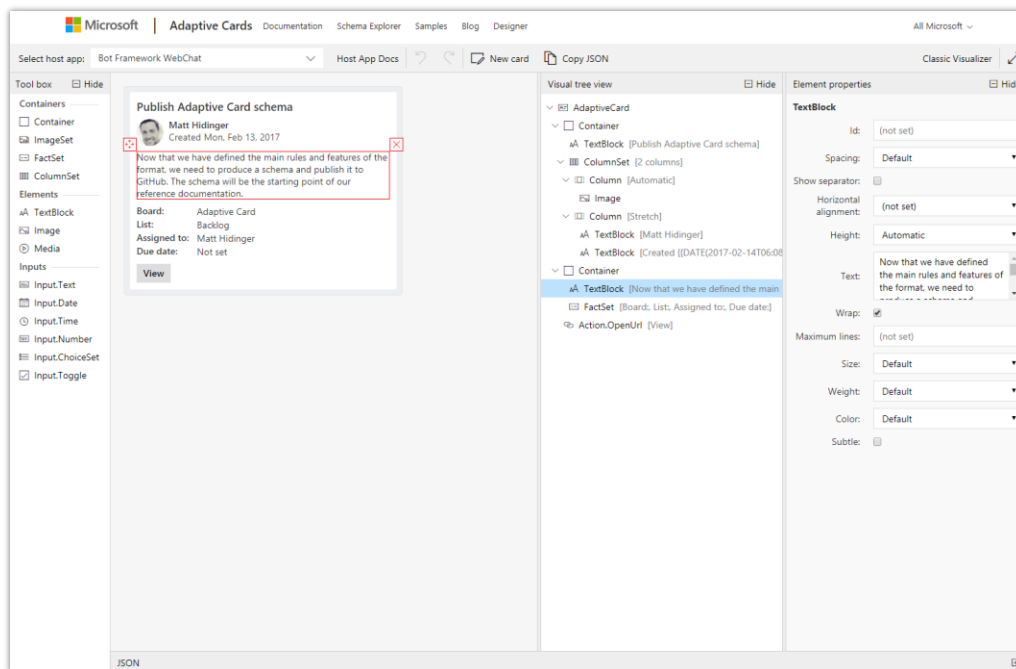 Microsoft | Adaptive Cards Documentation Schema Explorer Samples Blog Designer All Microsoft
Select host app: Bot Framework WebChat Host App Docs New card Copy JSON Classic Visualizer
Tool box Hide
Containers
Container
ImageSet
FactSet
ColumnSet
Elements
TextBlock
Image
Media
Inputs
Input.Text
Input.Date
Input.Time
Input.Number
Input.ChoiceSet
Input.Toggle
Publish Adaptive Card schema
Matt Hidinger
Created Mon, Feb 13, 2017
Now that we have defined the main rules and features of the
format, we need to produce a schema and publish it to
GitHub. The schema will be the starting point of our
reference documentation.
Board: Adaptive Card
List: Backlog
Assigned to: Matt Hidinger
Due date: Not set
View
Visual tree view Hide
AdaptiveCard
Container
TextBlock [Publish Adaptive Card schema]
ColumnSet [2 columns]
Column [Automatic]
Image
Column [Stretch]
TextBlock [Matt Hidinger]
TextBlock [Created {{DATE(2017-02-14T06:08
Container
TextBlock [Now that we have defined the main
FactSet [Board:, List:, Assigned to:, Due date:]
Action.OpenUrl [View]
Element properties Hid
TextBlock
Id: (not set)
Spacing: Default
Show separator:
Horizontal
alignment: (not set)
Height: Automatic
Text: Now that we have defined
the main rules and features of
the format, we need to
produce a schema and
Wrap:
Maximum lines: (not set)
Size: Default
Weight: Default
Color: Default
Subtle:
JSON